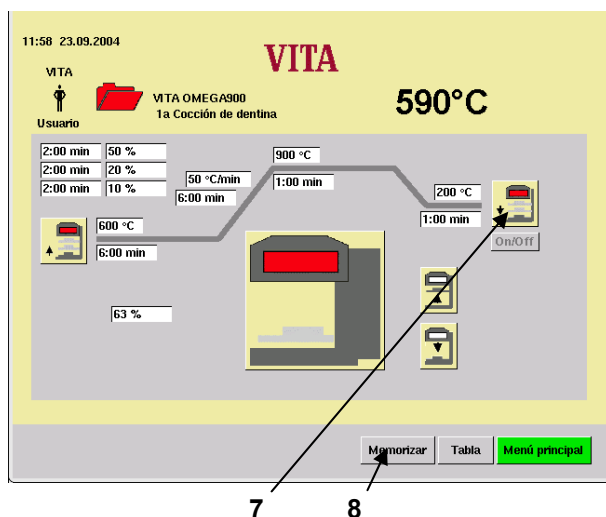 11:58 23.09.2004
VITA
VITA
Usuario
VITA OMEGA900
1a Cocción de dentina
590°C
2:00 min 50 %
2:00 min 20 %
2:00 min 10 %
50 °C/min
6:00 min
900 °C
1:00 min
200 °C
1:00 min
On/Off
600 °C
6:00 min
63 %
Memorizar Tabla Menú principal
7 8